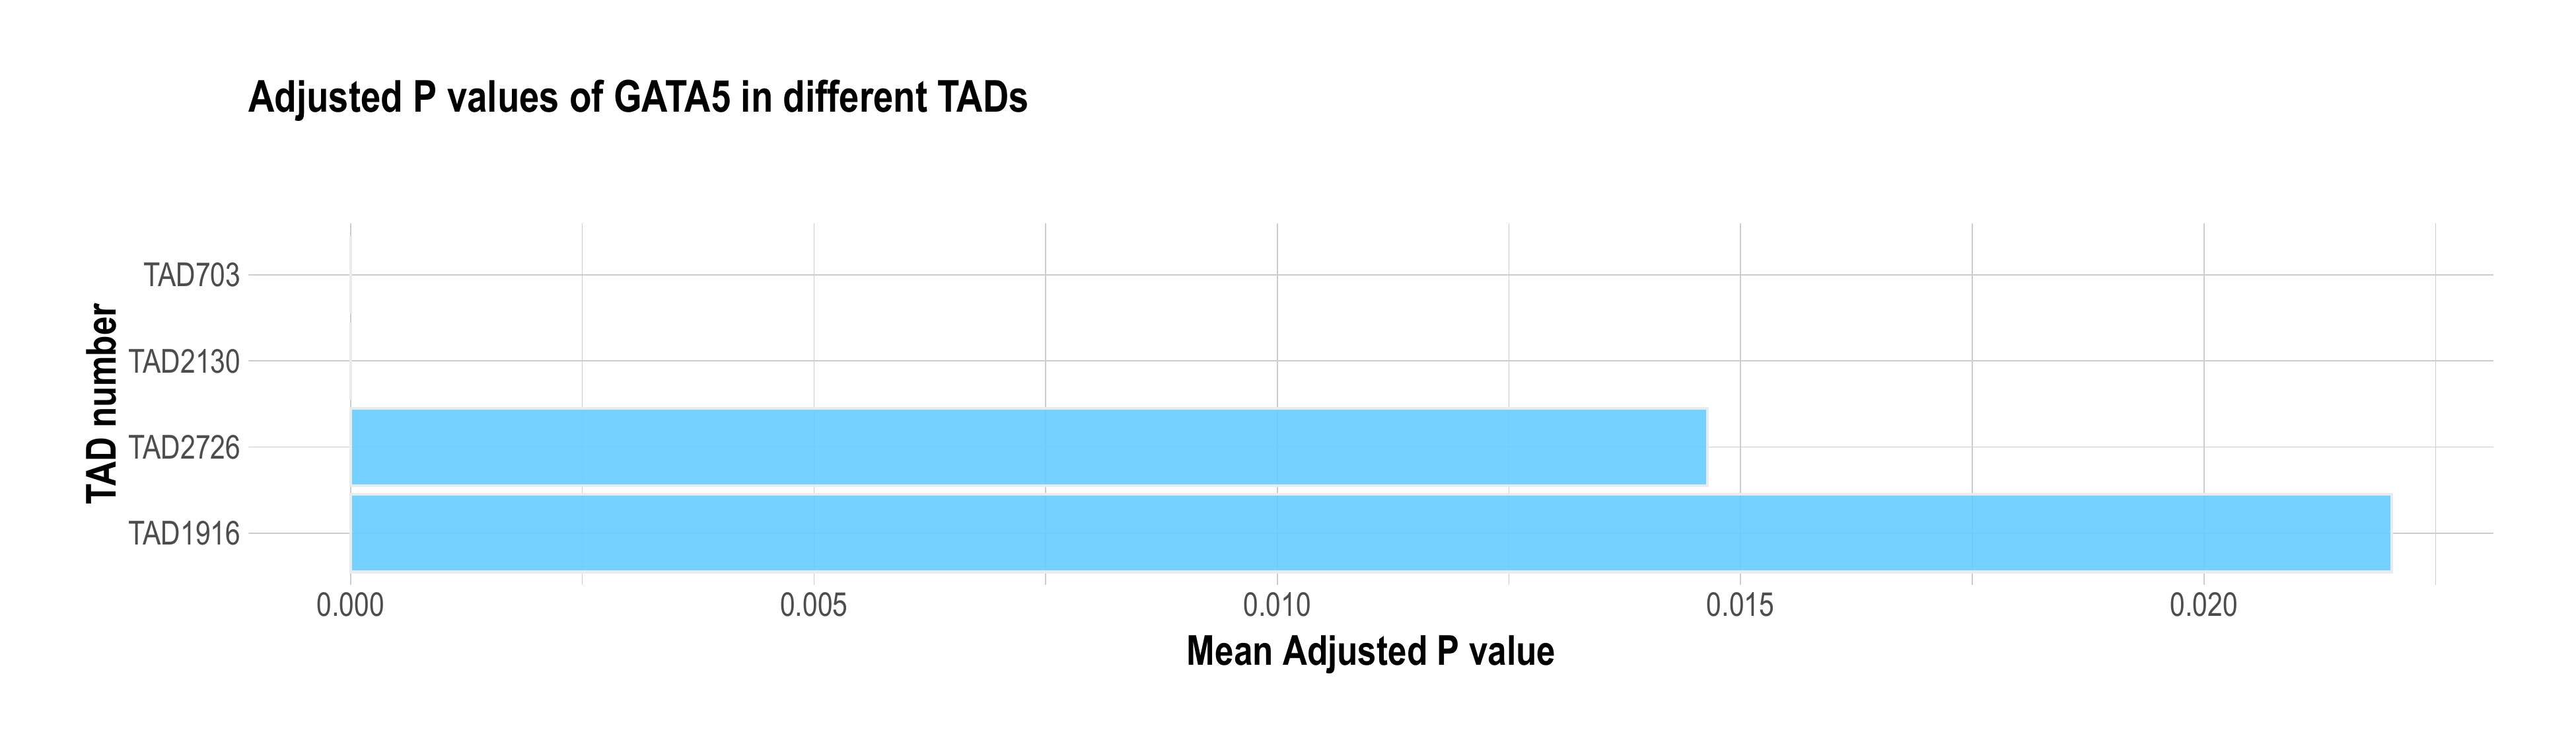 Adjusted P values of GATA5 in different TADs
TAD number
TAD703
TAD2130
TAD2726
TAD1916
0.000
0.005
0.010
0.015
0.020
Mean Adjusted P value